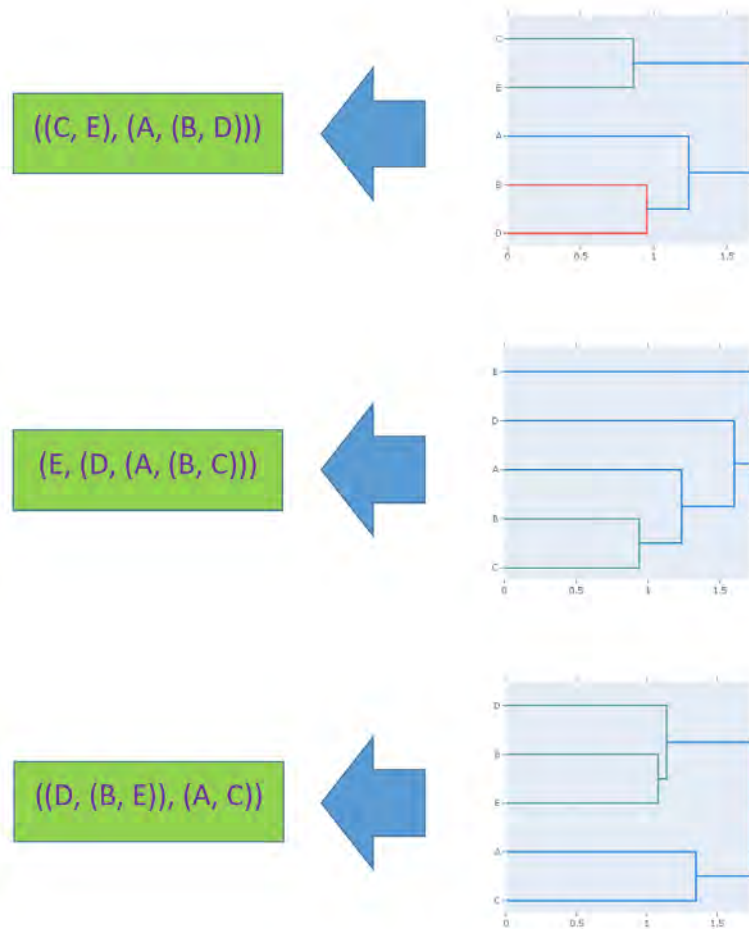 ((C, E), (A, (B, D)))
C
E
A
B
D
0 0.5 1 1.5
(E, (D, (A, (B, C)))
E
D
A
B
C
0 0.5 1 1.5
((D, (B, E)), (A, C))
D
B
E
A
C
0 0.5 1 1.5